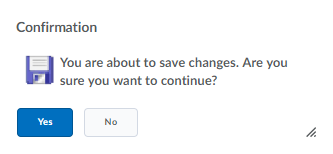 Confirmation
You are about to save changes. Are you
sure you want to continue?
Yes
No